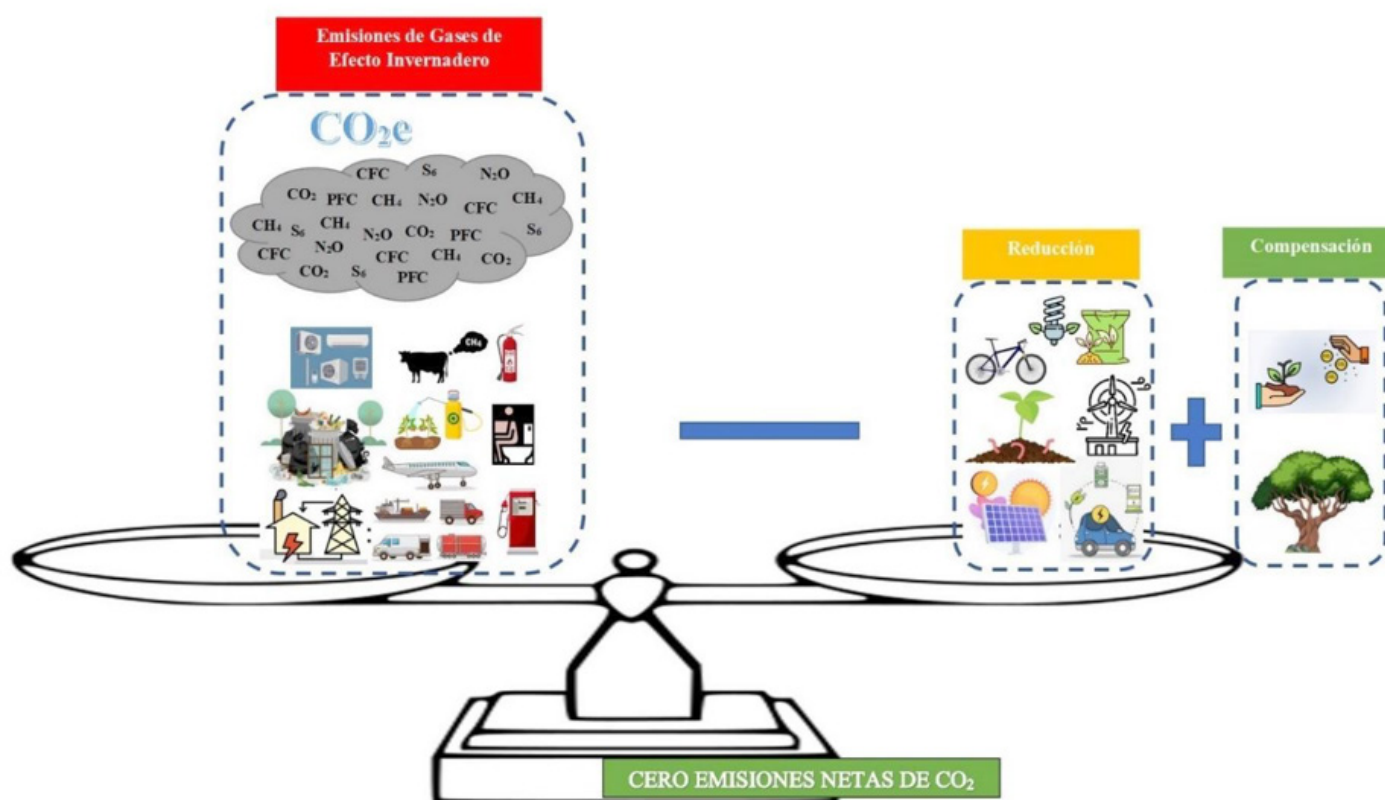 Emisiones de Gases de
Efecto Invernadero
CO₂e
CFC S₆ N₂O
CO₂ PFC CH₄ N₂O CFC CH₄
CH₄ S₆ CH₄ N₂O CO₂ PFC S₆
CFC N₂O CFC CH₄ CO₂
CO₂ S₆ PFC
CH₄
Reducción
Compensación
CERO EMISIONES NETAS DE CO₂